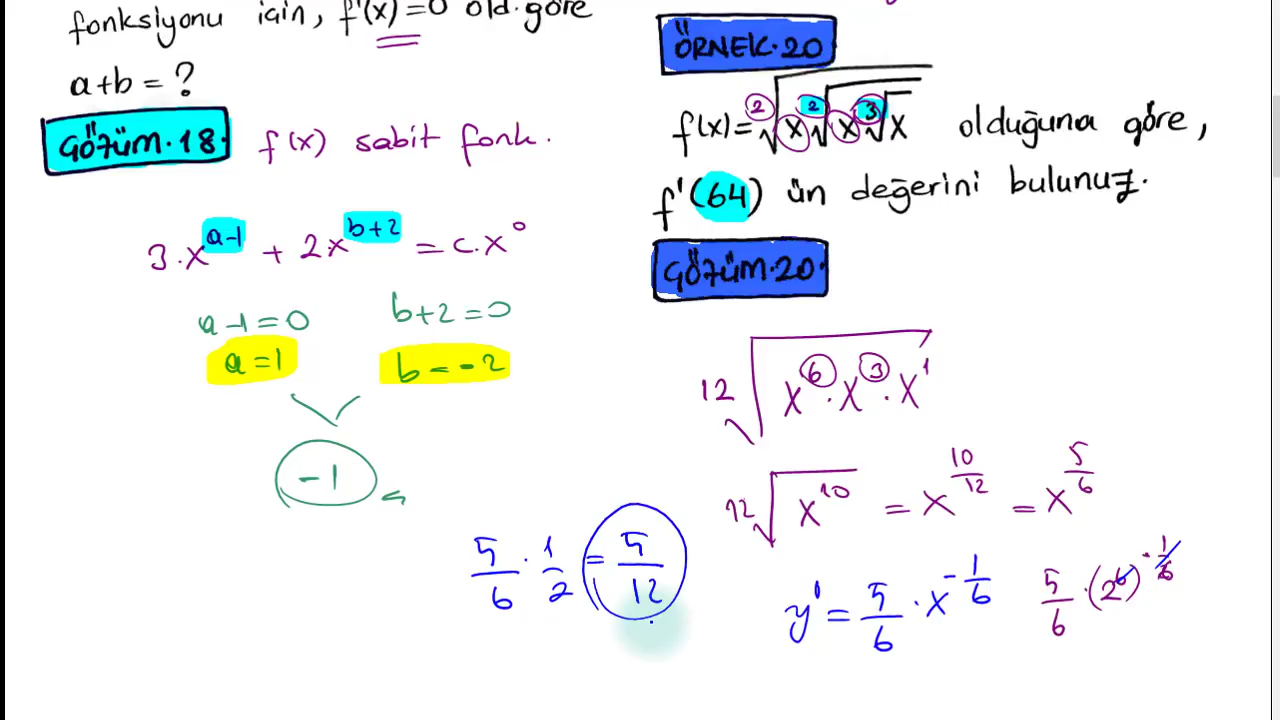 fonksiyonu için, f'(x)=0 old. göre
a+b = ?
ÇÖZÜM.18.
f(x) sabit fonk.
3.x^(a-1) + 2x^(b+2) = c.x^0
a-1=0 b+2=0
a=1 b=-2
-1
ÖRNEK.20
f(x)=²√(x ²√(x ³√x)) olduğuna göre,
f'(64) ün değerini bulunuz.
ÇÖZÜM.20.
12√(x^6 . x^3 . x^1)
12√(x^10) = x^(10/12) = x^(5/6)
y' = 5/6 . x^(-1/6) 5/6 . (2^6)^(-1/6)
5/6 . 1/2 = 5/12